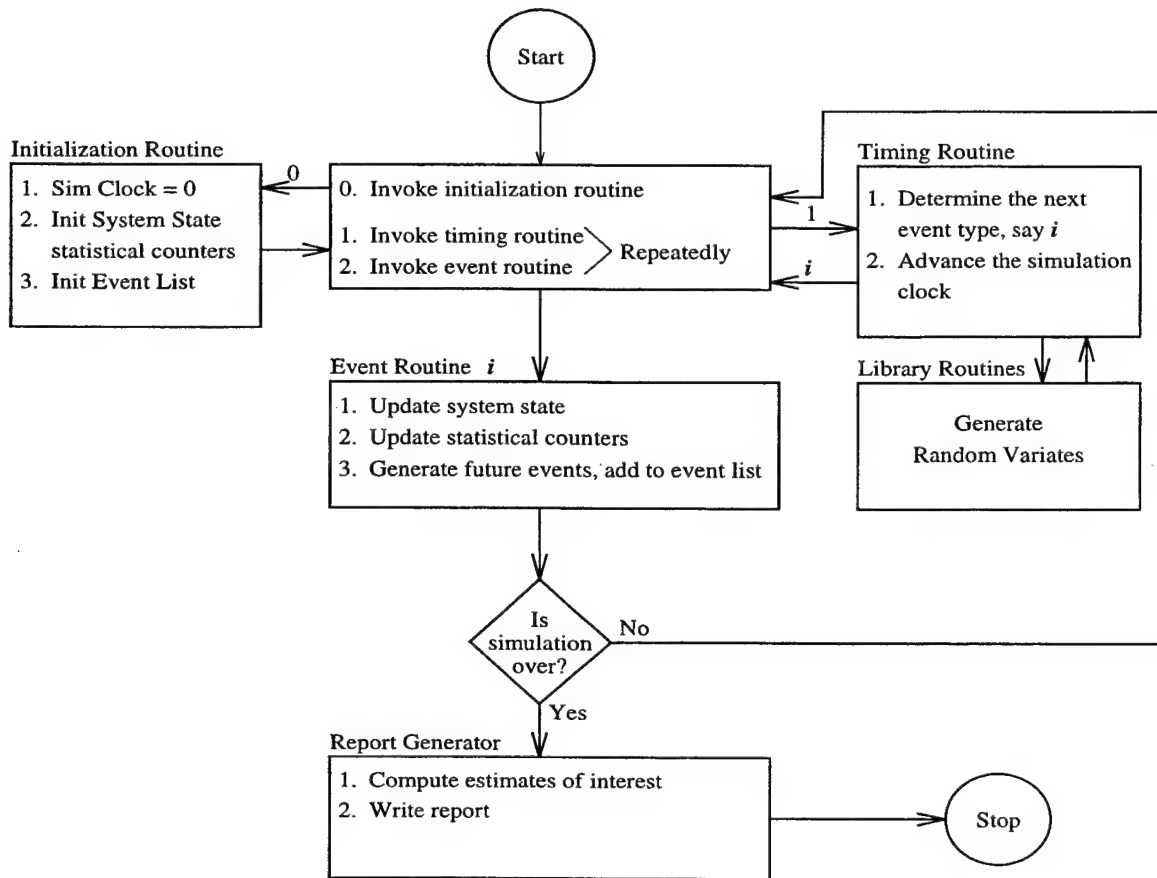 Start
Initialization Routine
1. Sim Clock = 0
2. Init System State
statistical counters
3. Init Event List
0
0. Invoke initialization routine
1. Invoke timing routine
2. Invoke event routine
Repeatedly
1
i
Timing Routine
1. Determine the next
event type, say i
2. Advance the simulation
clock
Library Routines
Generate
Random Variates
Event Routine i
1. Update system state
2. Update statistical counters
3. Generate future events, add to event list
Is
simulation
over?
No
Yes
Report Generator
1. Compute estimates of interest
2. Write report
Stop